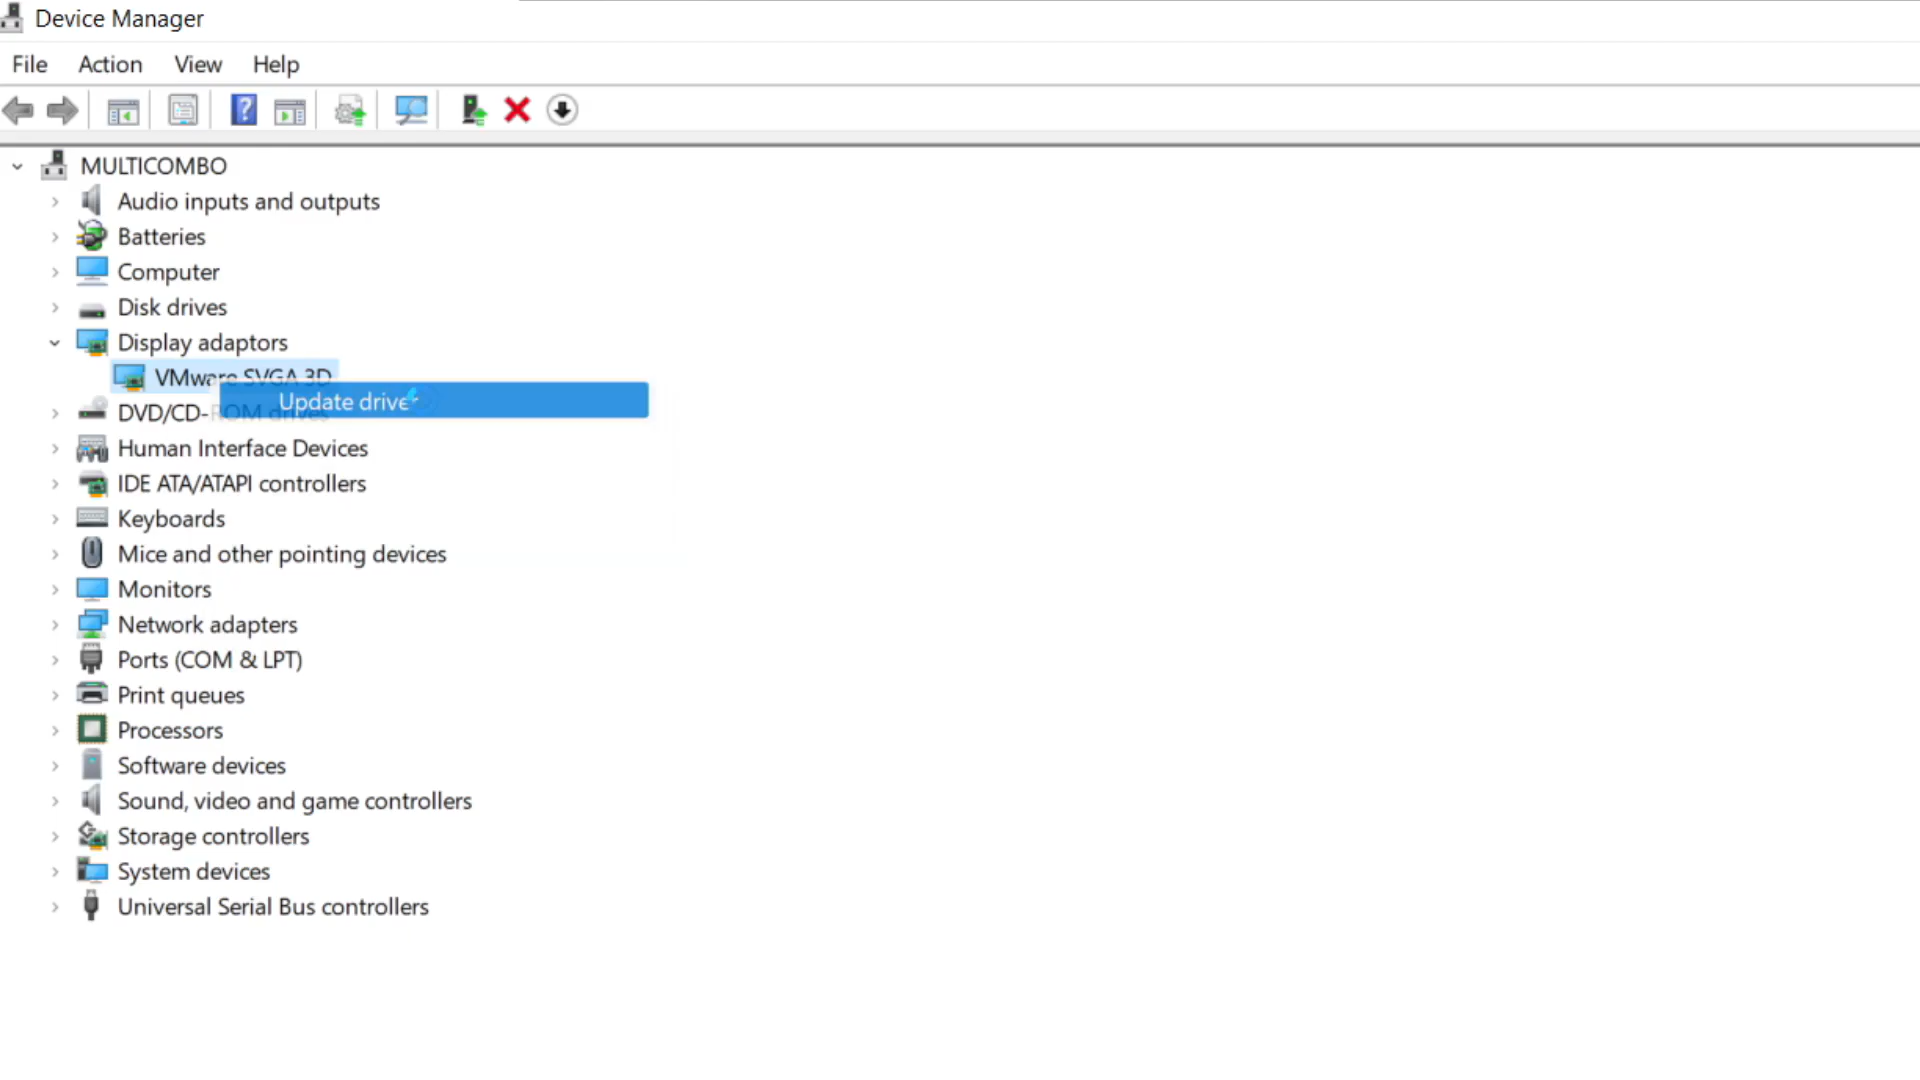 Device Manager
File Action View Help
MULTICOMBO
Audio inputs and outputs
Batteries
Computer
Disk drives
Display adaptors
VMware SVGA 3D
Update driver
DVD/CD-ROM drives
Human Interface Devices
IDE ATA/ATAPI controllers
Keyboards
Mice and other pointing devices
Monitors
Network adapters
Ports (COM & LPT)
Print queues
Processors
Software devices
Sound, video and game controllers
Storage controllers
System devices
Universal Serial Bus controllers